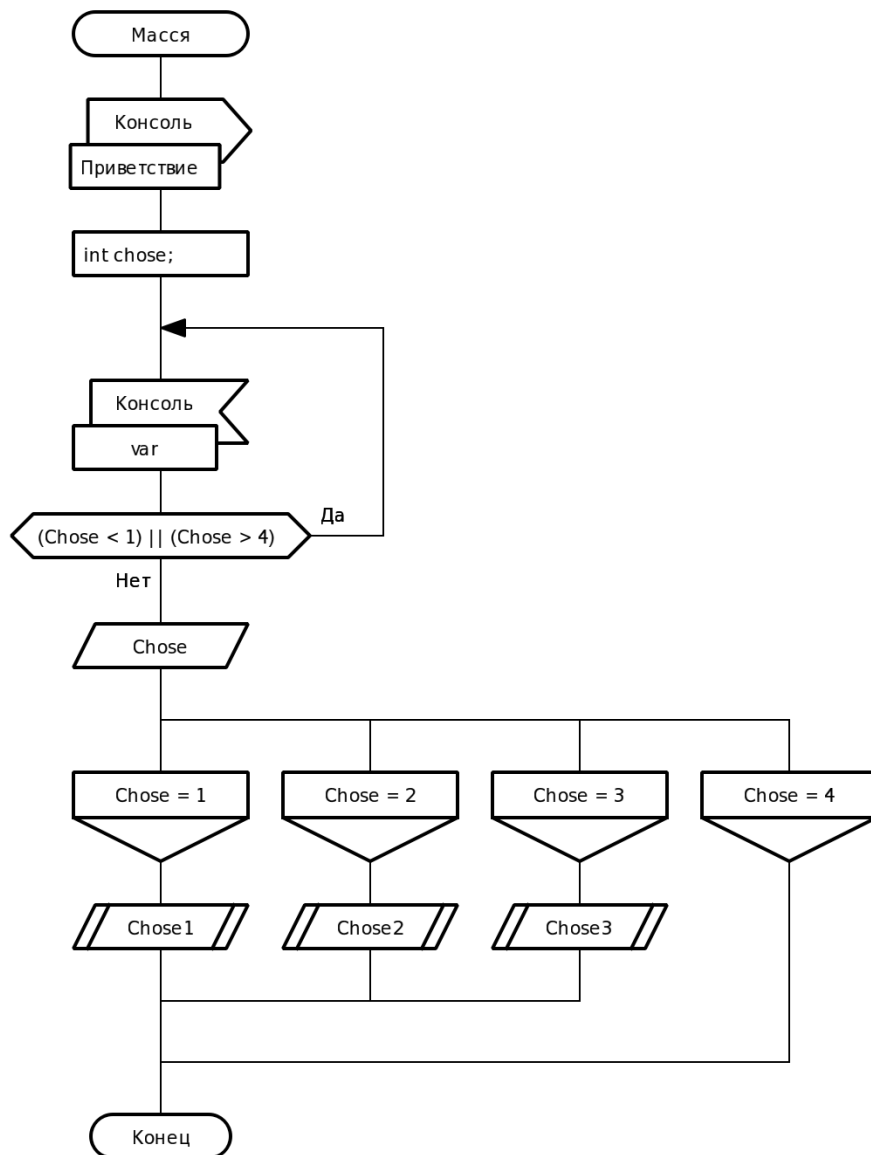 Масся
Консоль
Приветствие
int chose;
Консоль
var
(Chose < 1) || (Chose > 4)
Да
Нет
Chose
Chose = 1
Chose = 2
Chose = 3
Chose = 4
Chose1
Chose2
Chose3
Конец